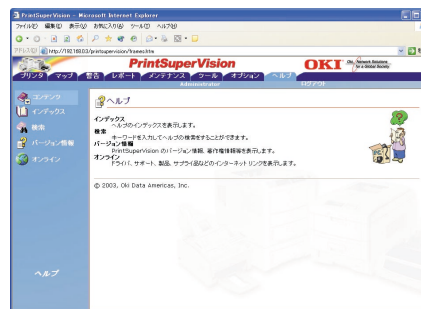 PrintSuperVision - Microsoft Internet Explorer
ファイル(F) 編集(E) 表示(V) お気に入り(A) ツール(T) ヘルプ(H)
アドレス(D) http://192.168.0.3/printsupervision/frames.htm
PrintSuperVision
OKI Oki, Network Solutions for a Global Society
プリンタ マップ 警告 レポート メンテナンス ツール オプション ヘルプ
Administrator ログアウト
コンテンツ
インデックス
検索
バージョン情報
オンライン
ヘルプ
ヘルプ
インデックス
ヘルプのインデックスを表示します。
検索
キーワードを入力してヘルプの検索をすることができます。
バージョン情報
PrintSuperVision のバージョン情報、著作権情報等を表示します。
オンライン
ドライバ、サポート、製品、サプライ品などのインターネットリンクを表示します。
© 2003, Oki Data Americas, Inc.